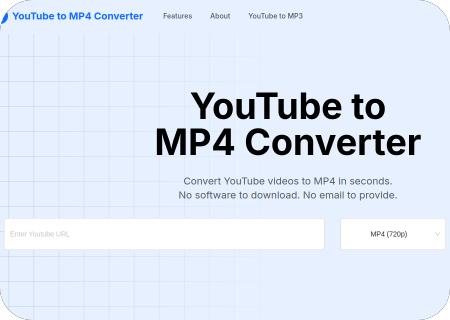 YouTube to MP4 Converter Features About YouTube to MP3
YouTube to
MP4 Converter
Convert YouTube videos to MP4 in seconds.
No software to download. No email to provide.
Enter Youtube URL MP4 (720p)